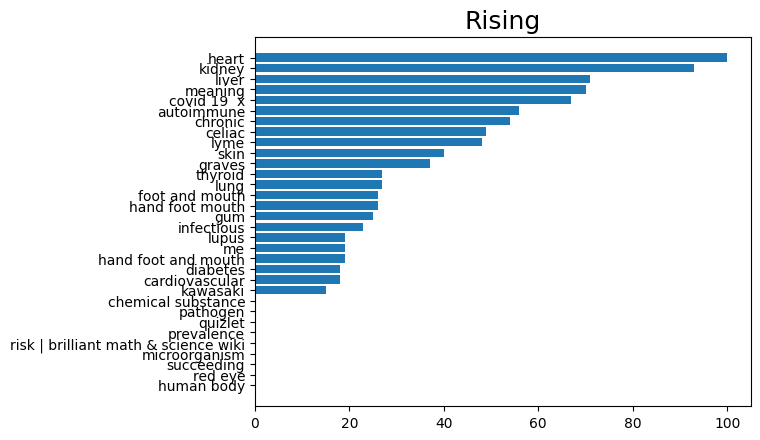 Rising
heart
kidney
liver
meaning
covid 19  x
autoimmune
chronic
celiac
lyme
skin
graves
thyroid
lung
foot and mouth
hand foot mouth
gum
infectious
lupus
me
hand foot and mouth
diabetes
cardiovascular
kawasaki
chemical substance
pathogen
quizlet
prevalence
risk | brilliant math & science wiki
microorganism
succeeding
red eye
human body
0 20 40 60 80 100